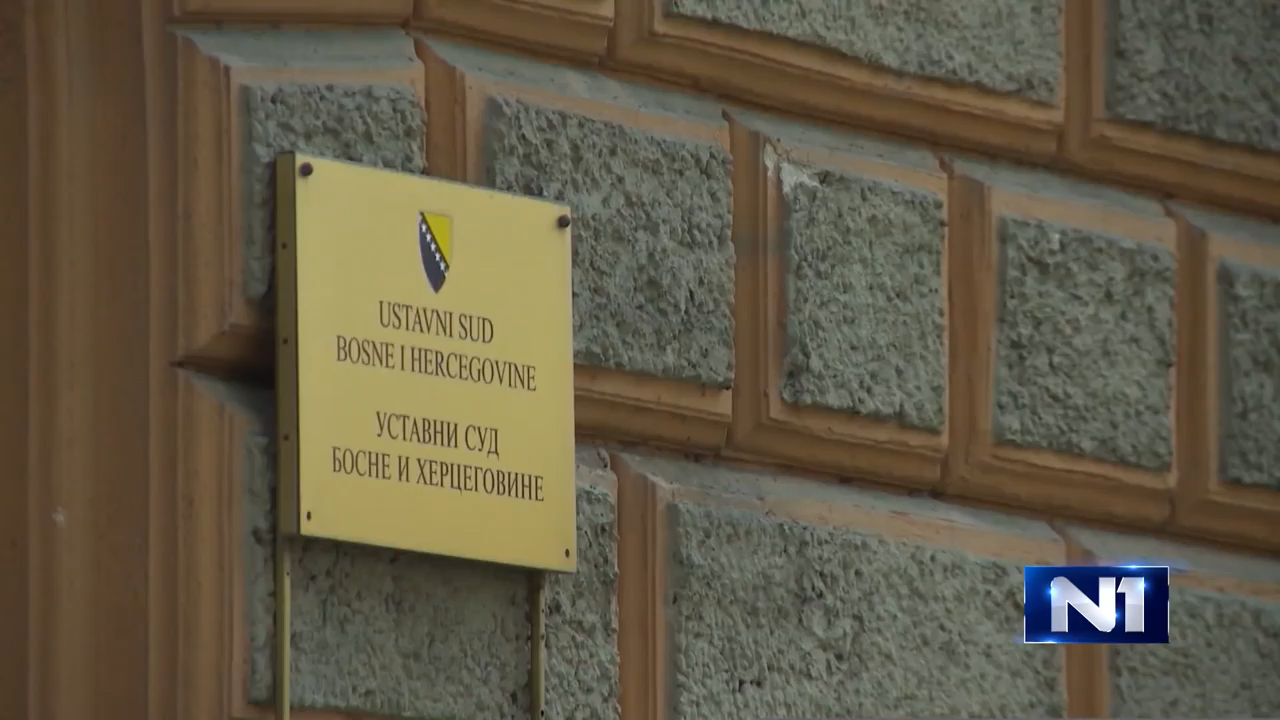 USTAVNI SUD
BOSNE I HERCEGOVINE
УСТАВНИ СУД
БОСНЕ И ХЕРЦЕГОВИНЕ
N1